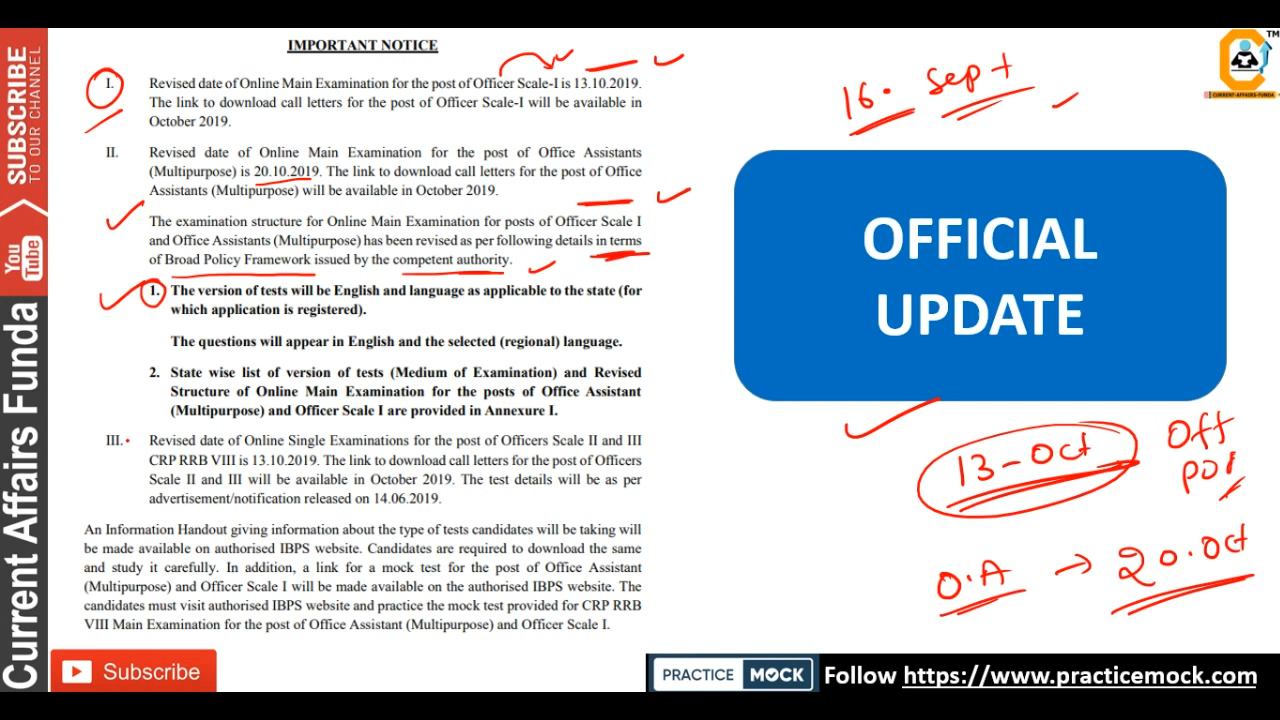 SUBSCRIBE
TO OUR CHANNEL
You
Tube
Current Affairs Funda
IMPORTANT NOTICE
I. Revised date of Online Main Examination for the post of Officer Scale-I is 13.10.2019.
The link to download call letters for the post of Officer Scale-I will be available in
October 2019.
II. Revised date of Online Main Examination for the post of Office Assistants
(Multipurpose) is 20.10.2019. The link to download call letters for the post of Office
Assistants (Multipurpose) will be available in October 2019.
The examination structure for Online Main Examination for posts of Officer Scale I
and Office Assistants (Multipurpose) has been revised as per following details in terms
of Broad Policy Framework issued by the competent authority.
1. The version of tests will be English and language as applicable to the state (for
which application is registered).
The questions will appear in English and the selected (regional) language.
2. State wise list of version of tests (Medium of Examination) and Revised
Structure of Online Main Examination for the posts of Office Assistant
(Multipurpose) and Officer Scale I are provided in Annexure I.
III. Revised date of Online Single Examinations for the post of Officers Scale II and III
CRP RRB VIII is 13.10.2019. The link to download call letters for the post of Officers
Scale II and III will be available in October 2019. The test details will be as per
advertisement/notification released on 14.06.2019.
An Information Handout giving information about the type of tests candidates will be taking will
be made available on authorised IBPS website. Candidates are required to download the same
and study it carefully. In addition, a link for a mock test for the post of Office Assistant
(Multipurpose) and Officer Scale I will be made available on the authorised IBPS website. The
candidates must visit authorised IBPS website and practice the mock test provided for CRP RRB
VIII Main Examination for the post of Office Assistant (Multipurpose) and Officer Scale I.
Subscribe
16. Sept
TM
CURRENT-AFFAIRS-FUNDA
OFFICIAL
UPDATE
13-Oct
Off
O.A → 20.Oct
PRACTICE MOCK Follow https://www.practicemock.com